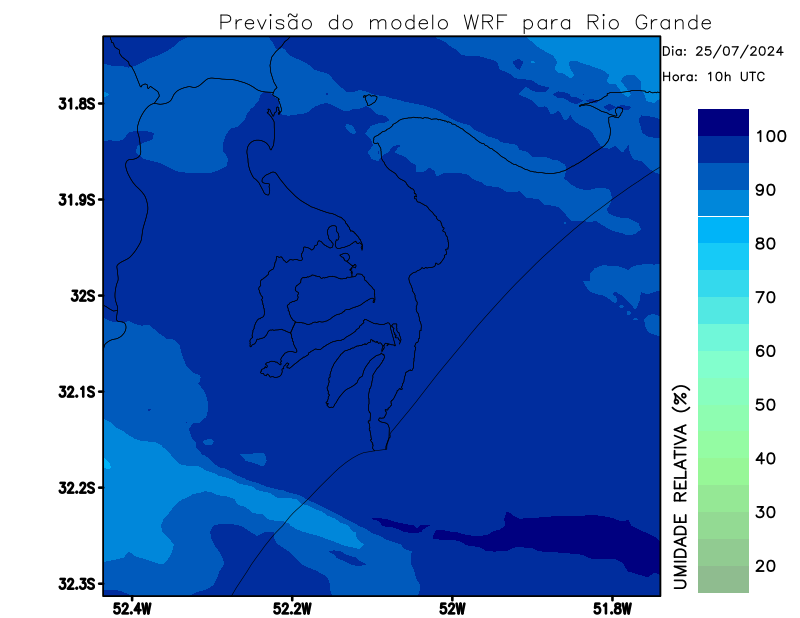 Previsão do modelo WRF para Rio Grande
Dia: 25/07/2024
Hora: 10h UTC
31.8S
31.9S
32S
32.1S
32.2S
32.3S
52.4W
52.2W
52W
51.8W
100
90
80
70
60
50
40
30
20
UMIDADE RELATIVA (%)